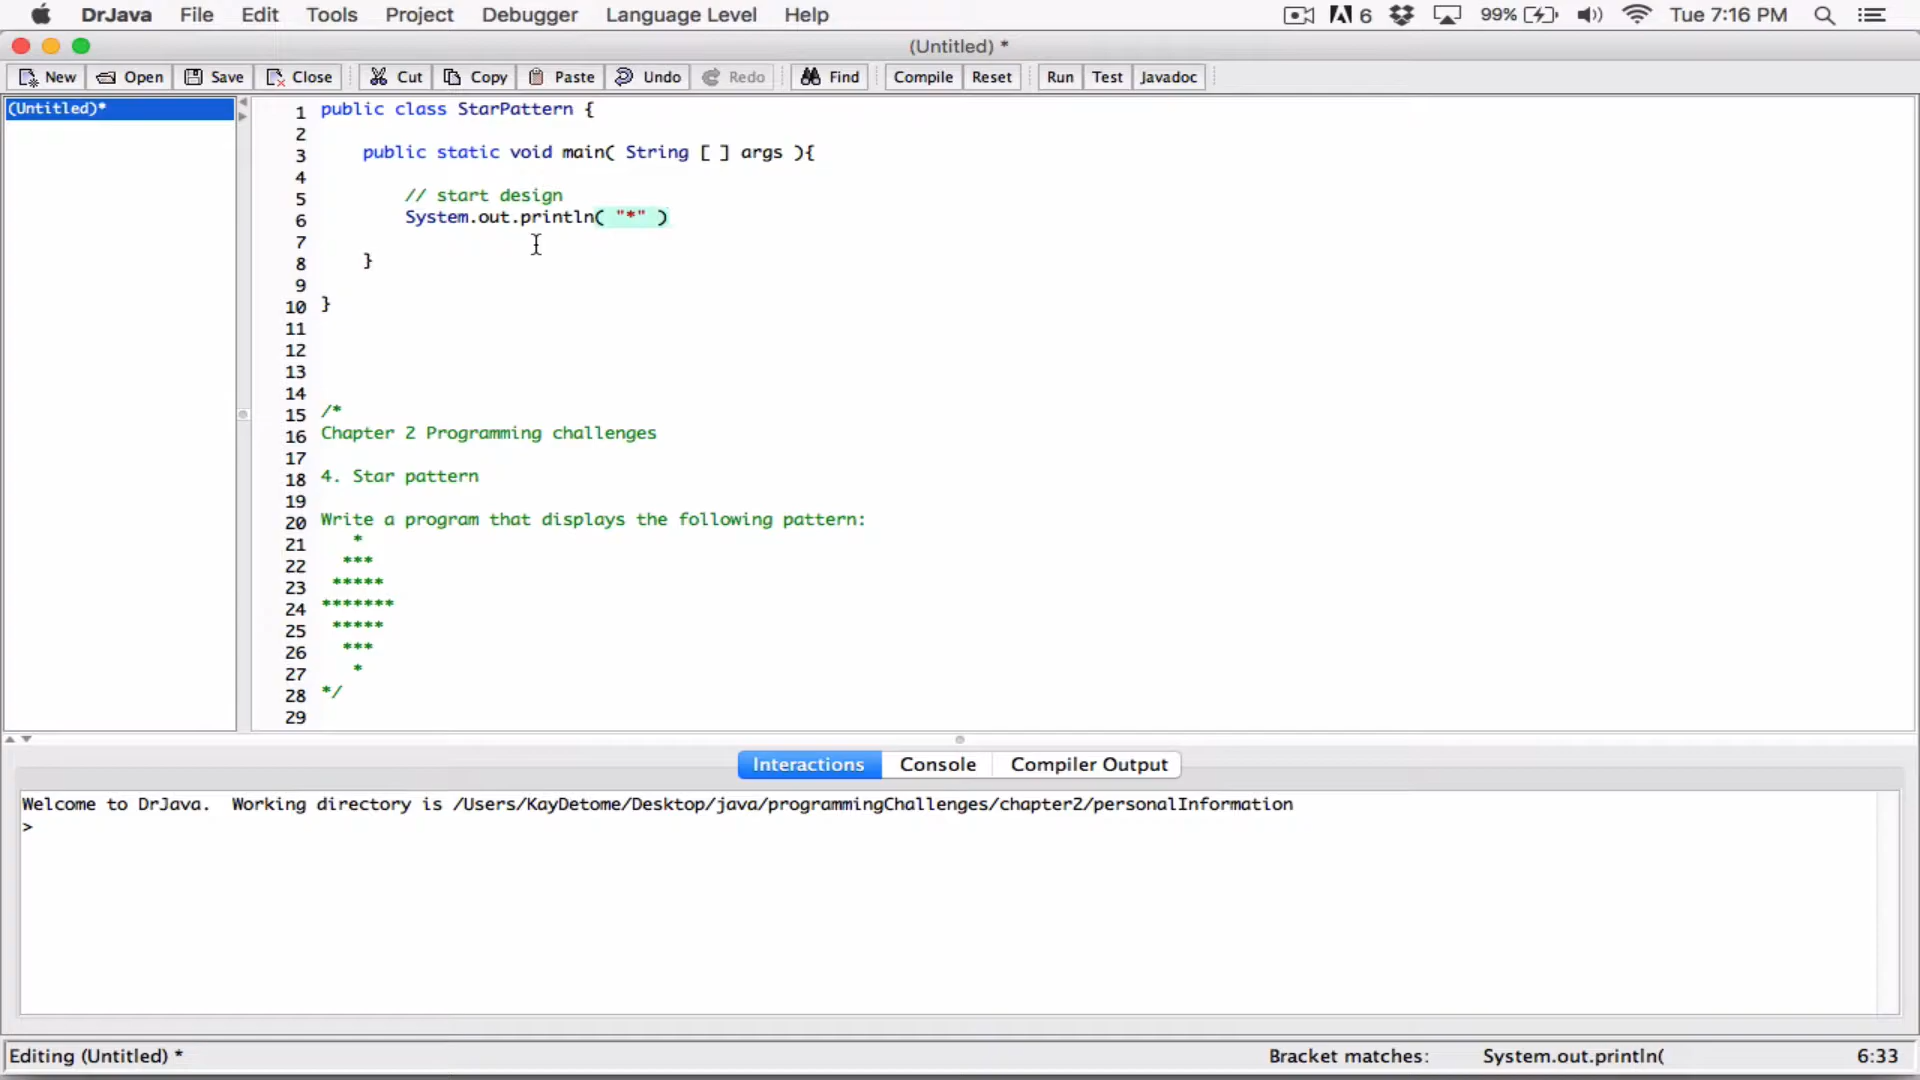 DrJava File Edit Tools Project Debugger Language Level Help 6 99% Tue 7:16 PM
(Untitled) *
New Open Save Close Cut Copy Paste Undo Redo Find Compile Reset Run Test Javadoc
(Untitled)*
1 public class StarPattern {
2
3 public static void main( String [ ] args ){
4
5 // start design
6 System.out.println( "*" )
7
8 }
9
10 }
11
12
13
14
15 /*
16 Chapter 2 Programming challenges
17
18 4. Star pattern
19
20 Write a program that displays the following pattern:
21    *
22   ***
23  *****
24 *******
25  *****
26   ***
27    *
28 */
29
Interactions Console Compiler Output
Welcome to DrJava.  Working directory is /Users/KayDetome/Desktop/java/programmingChallenges/chapter2/personalInformation
>
Editing (Untitled) * Bracket matches: System.out.println( 6:33